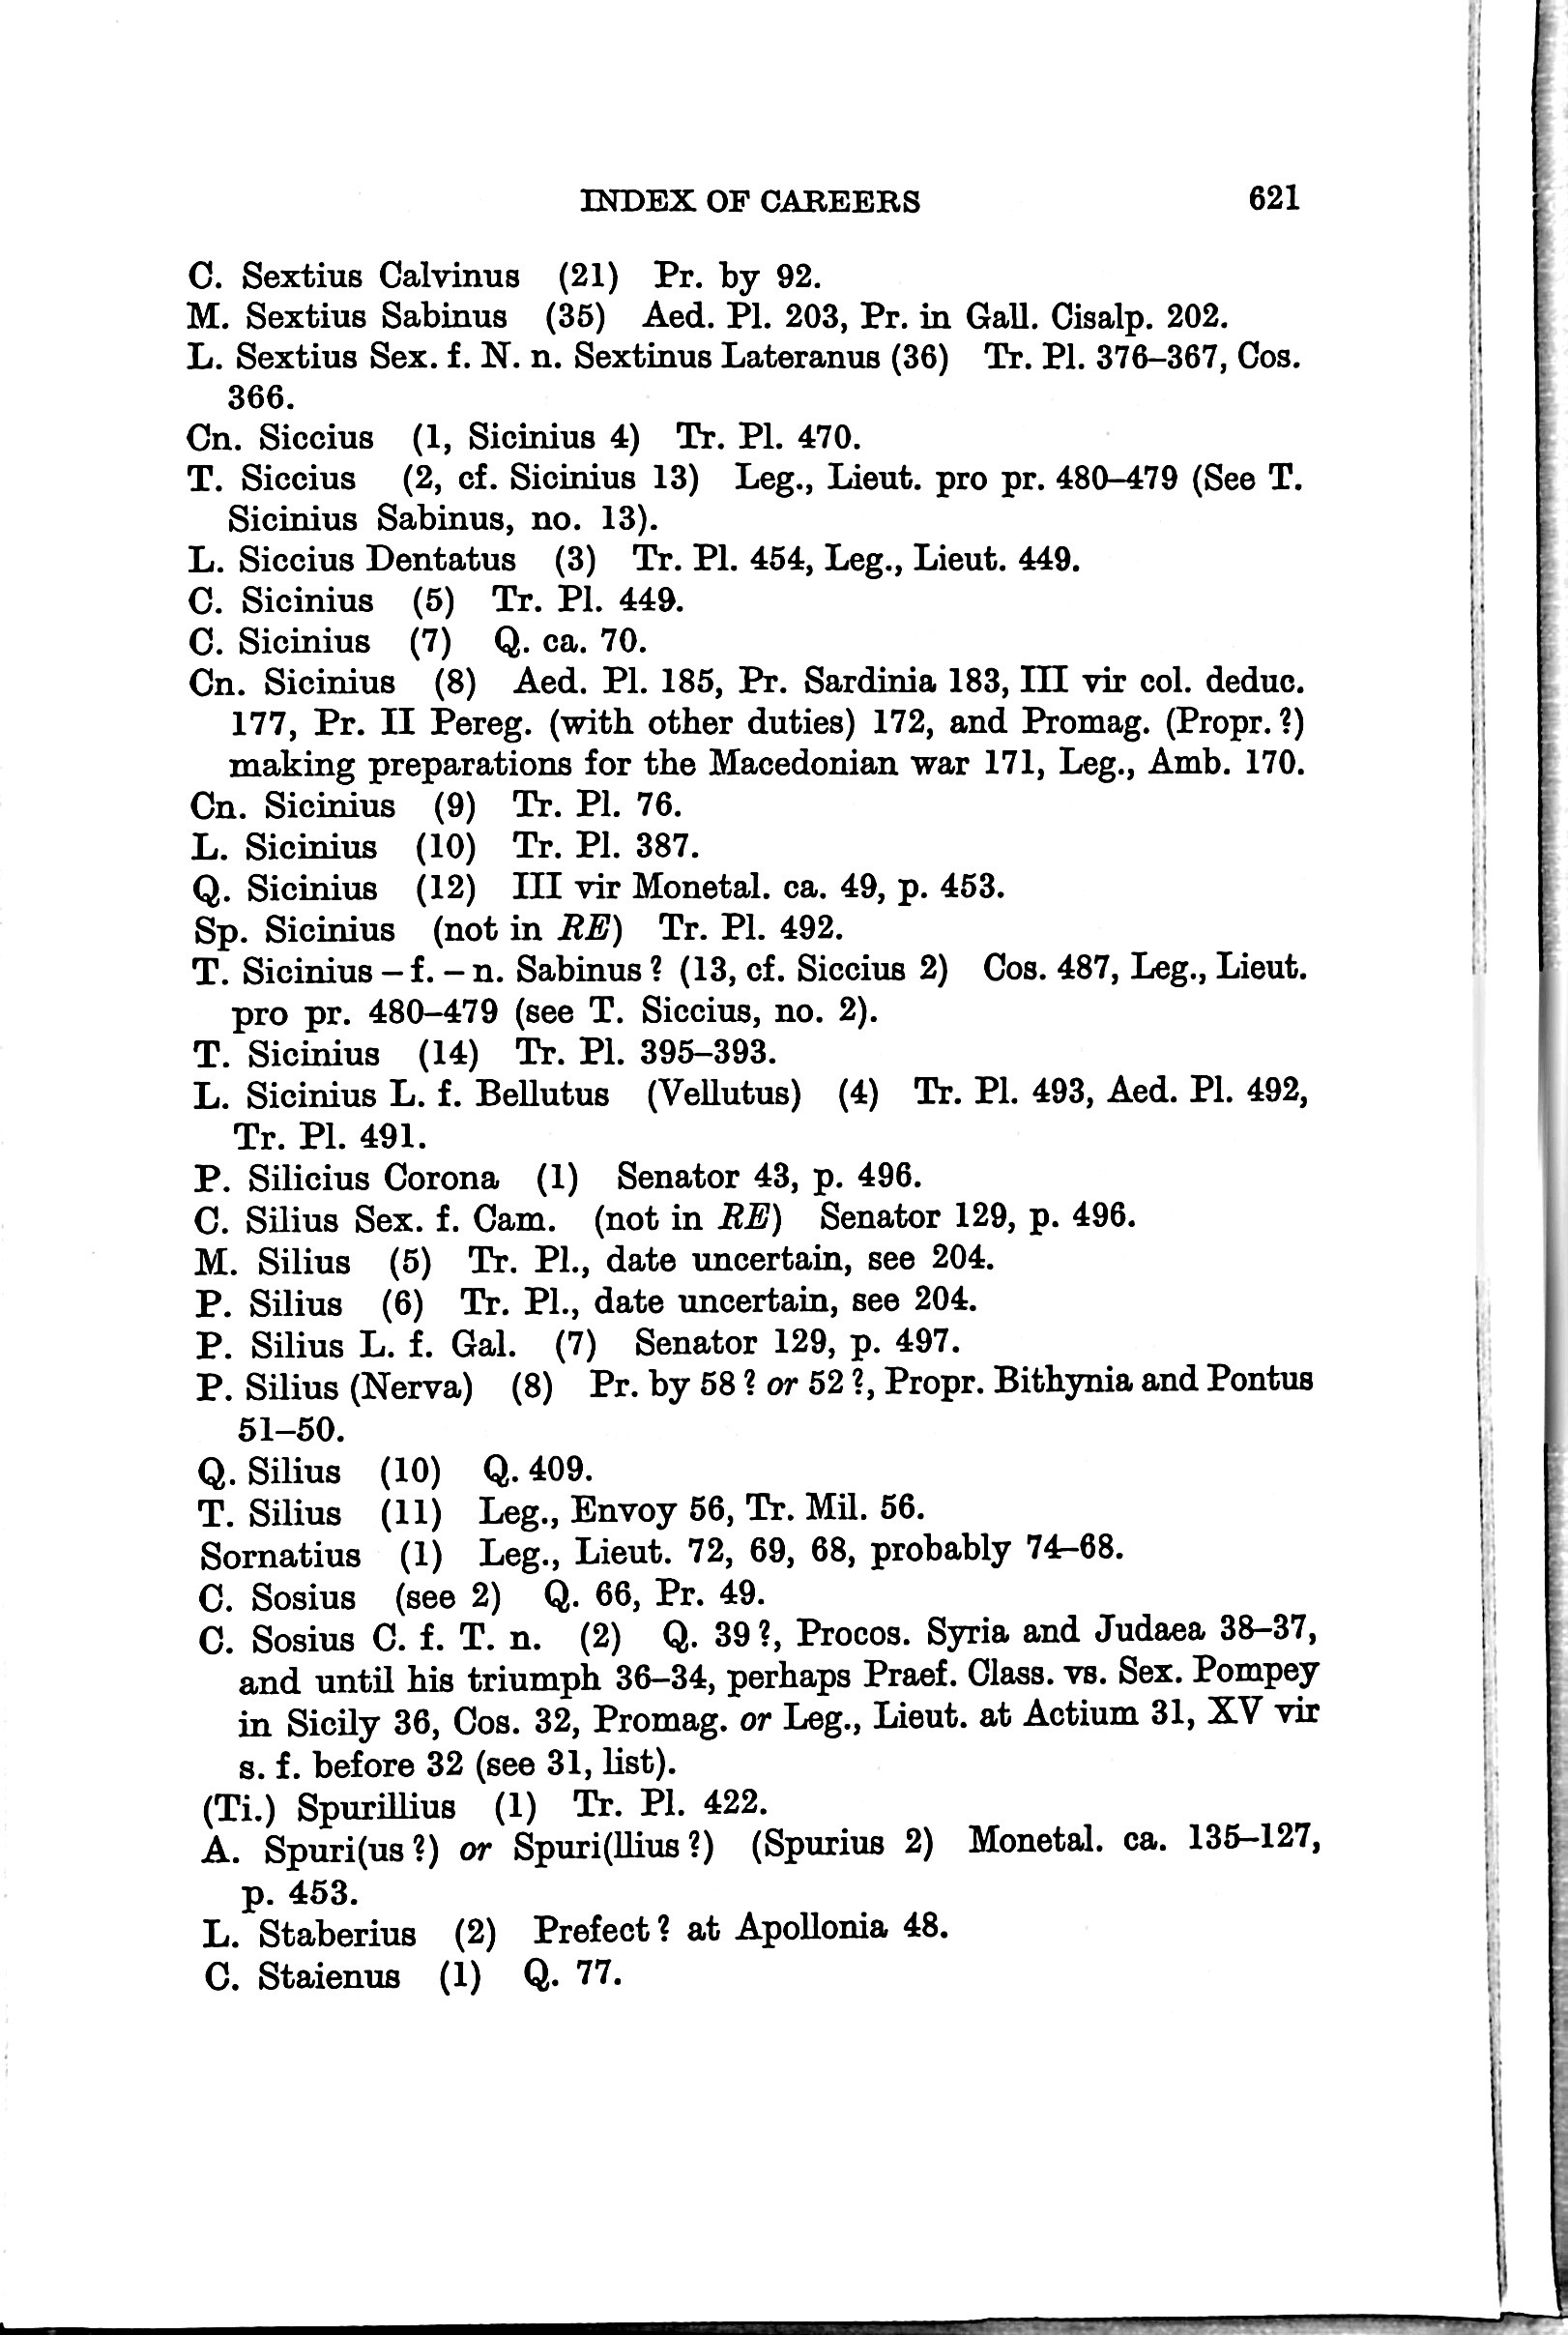 INDEX OF CAREERS 621
C. Sextius Calvinus (21) Pr. by 92.
M. Sextius Sabinus (35) Aed. Pl. 203, Pr. in Gall. Cisalp. 202.
L. Sextius Sex. f. N. n. Sextinus Lateranus (36) Tr. Pl. 376–367, Cos.
366.
Cn. Siccius (1, Sicinius 4) Tr. Pl. 470.
T. Siccius (2, cf. Sicinius 13) Leg., Lieut. pro pr. 480–479 (See T.
Sicinius Sabinus, no. 13).
L. Siccius Dentatus (3) Tr. Pl. 454, Leg., Lieut. 449.
C. Sicinius (5) Tr. Pl. 449.
C. Sicinius (7) Q. ca. 70.
Cn. Sicinius (8) Aed. Pl. 185, Pr. Sardinia 183, III vir col. deduc.
177, Pr. II Pereg. (with other duties) 172, and Promag. (Propr. ?)
making preparations for the Macedonian war 171, Leg., Amb. 170.
Cn. Sicinius (9) Tr. Pl. 76.
L. Sicinius (10) Tr. Pl. 387.
Q. Sicinius (12) III vir Monetal. ca. 49, p. 453.
Sp. Sicinius (not in RE) Tr. Pl. 492.
T. Sicinius – f. – n. Sabinus ? (13, cf. Siccius 2) Cos. 487, Leg., Lieut.
pro pr. 480–479 (see T. Siccius, no. 2).
T. Sicinius (14) Tr. Pl. 395–393.
L. Sicinius L. f. Bellutus (Vellutus) (4) Tr. Pl. 493, Aed. Pl. 492,
Tr. Pl. 491.
P. Silicius Corona (1) Senator 43, p. 496.
C. Silius Sex. f. Cam. (not in RE) Senator 129, p. 496.
M. Silius (5) Tr. Pl., date uncertain, see 204.
P. Silius (6) Tr. Pl., date uncertain, see 204.
P. Silius L. f. Gal. (7) Senator 129, p. 497.
P. Silius (Nerva) (8) Pr. by 58 ? or 52 ?, Propr. Bithynia and Pontus
51–50.
Q. Silius (10) Q. 409.
T. Silius (11) Leg., Envoy 56, Tr. Mil. 56.
Sornatius (1) Leg., Lieut. 72, 69, 68, probably 74–68.
C. Sosius (see 2) Q. 66, Pr. 49.
C. Sosius C. f. T. n. (2) Q. 39 ?, Procos. Syria and Judaea 38–37,
and until his triumph 36–34, perhaps Praef. Class. vs. Sex. Pompey
in Sicily 36, Cos. 32, Promag. or Leg., Lieut. at Actium 31, XV vir
s. f. before 32 (see 31, list).
(Ti.) Spurillius (1) Tr. Pl. 422.
A. Spuri(us ?) or Spuri(llius ?) (Spurius 2) Monetal. ca. 135–127,
p. 453.
L. Staberius (2) Prefect ? at Apollonia 48.
C. Staienus (1) Q. 77.